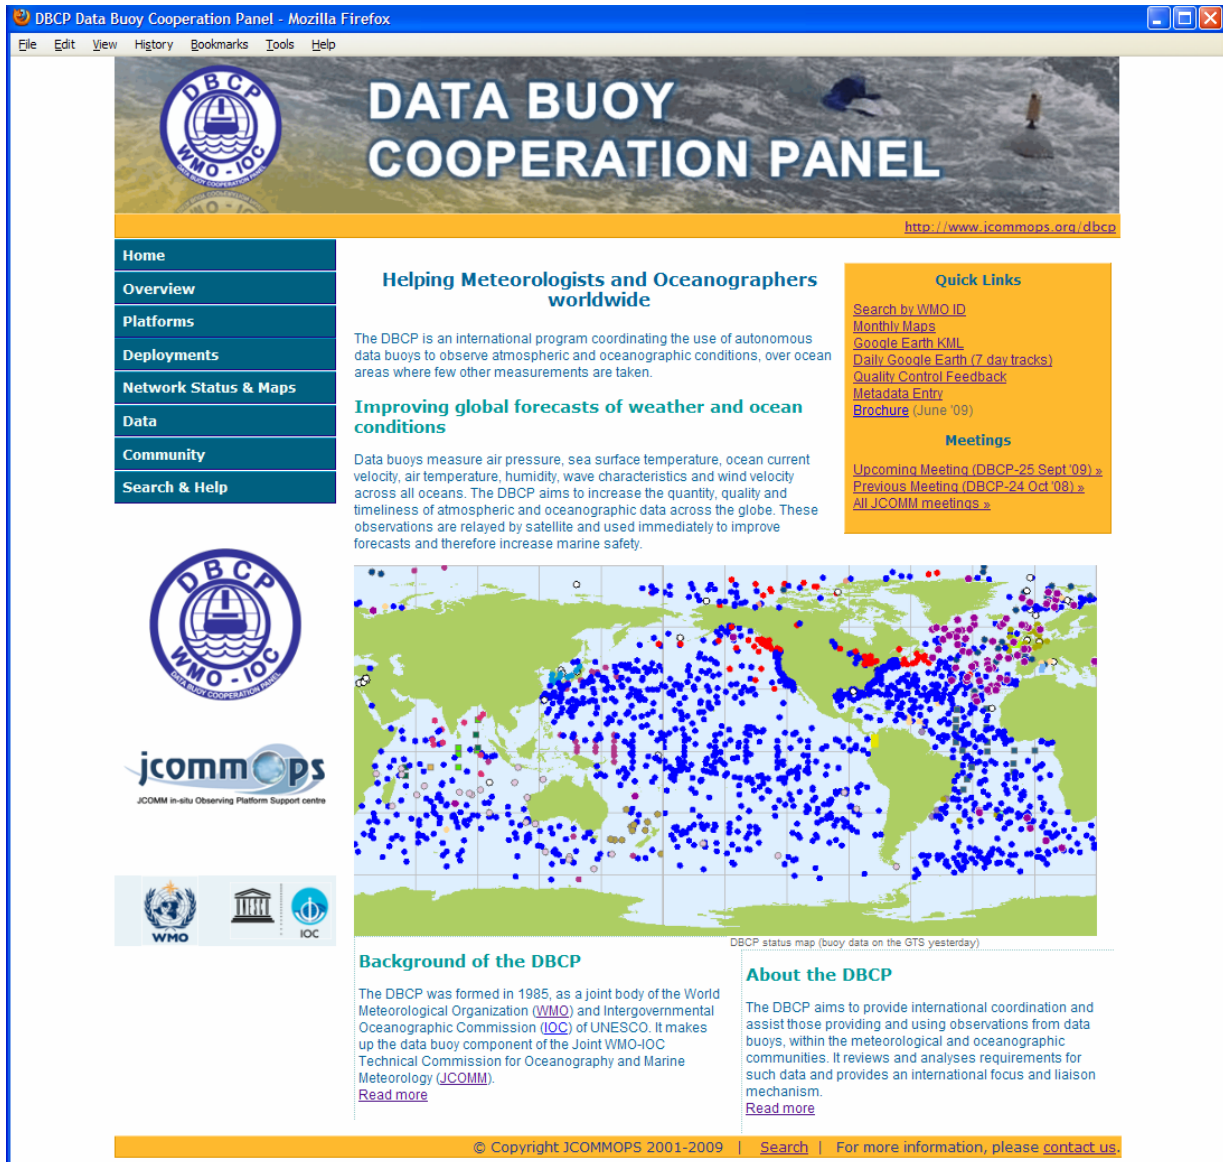 DBCP Data Buoy Cooperation Panel - Mozilla Firefox
File Edit View History Bookmarks Tools Help
DBCP
WMO - IOC
DATA BUOY COOPERATION PANEL
DATA BUOY
COOPERATION PANEL
http://www.jcommops.org/dbcp
Home
Overview
Platforms
Deployments
Network Status & Maps
Data
Community
Search & Help
DBCP
WMO - IOC
DATA BUOY COOPERATION PANEL
jcommops
JCOMM in-situ Observing Platform Support centre
WMO
UNESCO
IOC
Helping Meteorologists and Oceanographers
worldwide
The DBCP is an international program coordinating the use of autonomous
data buoys to observe atmospheric and oceanographic conditions, over ocean
areas where few other measurements are taken.
Improving global forecasts of weather and ocean
conditions
Data buoys measure air pressure, sea surface temperature, ocean current
velocity, air temperature, humidity, wave characteristics and wind velocity
across all oceans. The DBCP aims to increase the quantity, quality and
timeliness of atmospheric and oceanographic data across the globe. These
observations are relayed by satellite and used immediately to improve
forecasts and therefore increase marine safety.
Quick Links
Search by WMO ID
Monthly Maps
Google Earth KML
Daily Google Earth (7 day tracks)
Quality Control Feedback
Metadata Entry
Brochure (June '09)
Meetings
Upcoming Meeting (DBCP-25 Sept '09) »
Previous Meeting (DBCP-24 Oct '08) »
All JCOMM meetings »
DBCP status map (buoy data on the GTS yesterday)
Background of the DBCP
The DBCP was formed in 1985, as a joint body of the World
Meteorological Organization (WMO) and Intergovernmental
Oceanographic Commission (IOC) of UNESCO. It makes
up the data buoy component of the Joint WMO-IOC
Technical Commission for Oceanography and Marine
Meteorology (JCOMM).
Read more
About the DBCP
The DBCP aims to provide international coordination and
assist those providing and using observations from data
buoys, within the meteorological and oceanographic
communities. It reviews and analyses requirements for
such data and provides an international focus and liaison
mechanism.
Read more
© Copyright JCOMMOPS 2001-2009 | Search | For more information, please contact us.